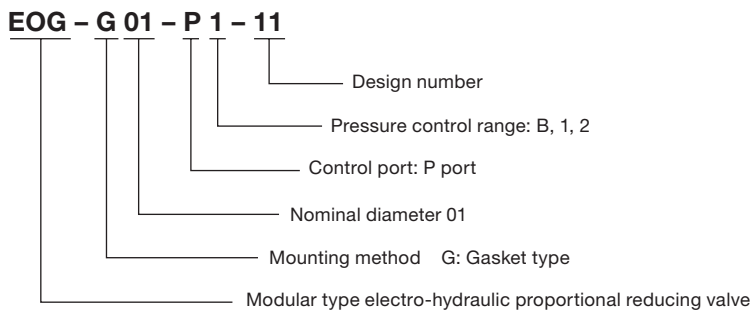 EOG – G 01 – P 1 – 11
Design number
Pressure control range: B, 1, 2
Control port: P port
Nominal diameter 01
Mounting method G: Gasket type
Modular type electro-hydraulic proportional reducing valve